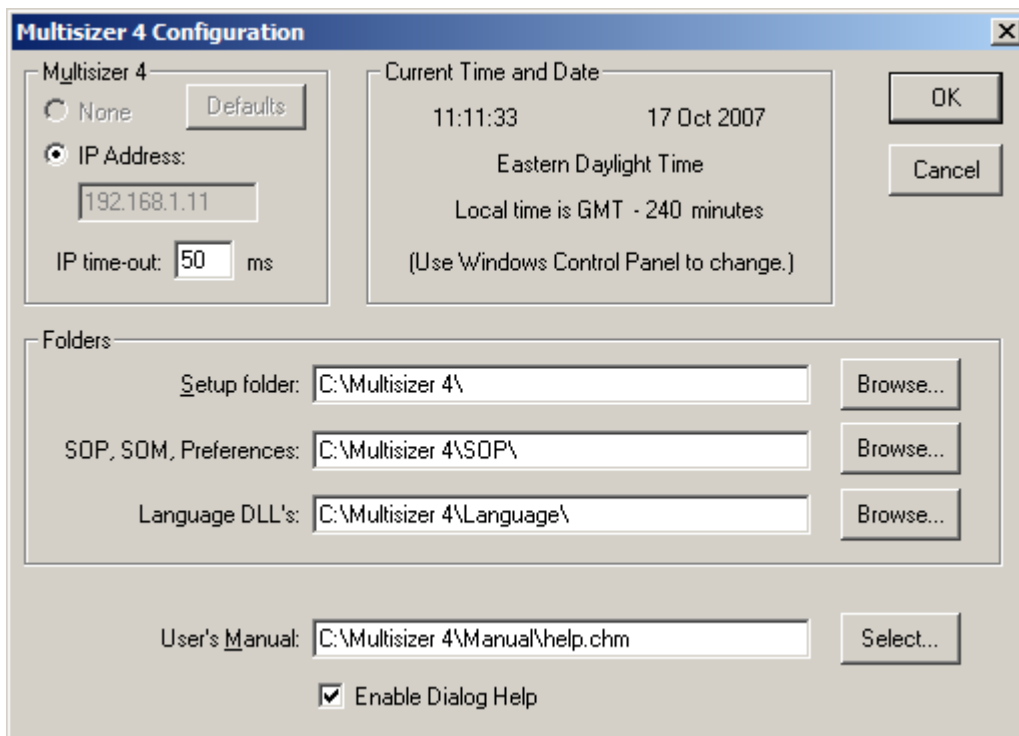 Multisizer 4 Configuration
Multisizer 4
None
Defaults
IP Address:
192.168.1.11
IP time-out: 50 ms
Current Time and Date
11:11:33 17 Oct 2007
Eastern Daylight Time
Local time is GMT - 240 minutes
(Use Windows Control Panel to change.)
OK
Cancel
Folders
Setup folder: C:\Multisizer 4\ Browse...
SOP, SOM, Preferences: C:\Multisizer 4\SOP\ Browse...
Language DLL's: C:\Multisizer 4\Language\ Browse...
User's Manual: C:\Multisizer 4\Manual\help.chm Select...
Enable Dialog Help